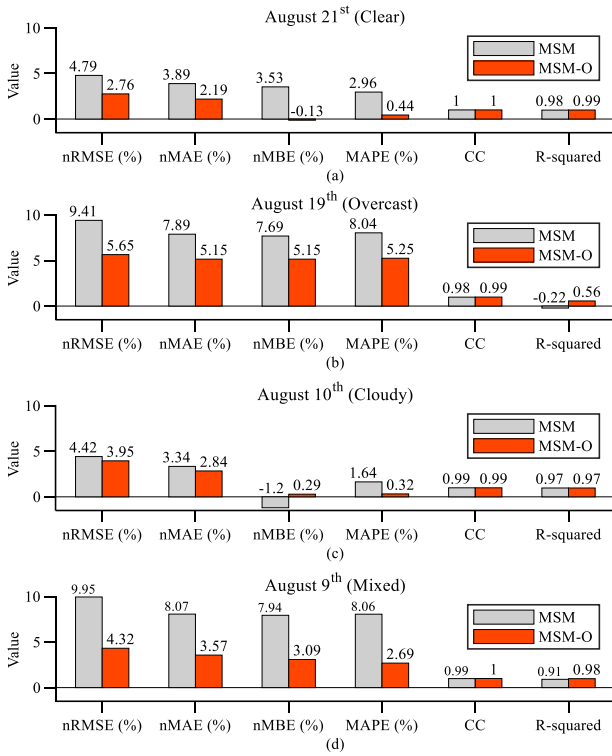 August 21st (Clear)
10
5
0
Value
4.79
2.76
3.89
2.19
3.53
-0.13
2.96
0.44
1
1
0.98
0.99
MSM
MSM-O
nRMSE (%)
nMAE (%)
nMBE (%)
MAPE (%)
CC
R-squared
(a)
August 19th (Overcast)
10
5
0
Value
9.41
5.65
7.89
5.15
7.69
5.15
8.04
5.25
0.98
0.99
-0.22
0.56
MSM
MSM-O
nRMSE (%)
nMAE (%)
nMBE (%)
MAPE (%)
CC
R-squared
(b)
August 10th (Cloudy)
10
5
0
Value
4.42
3.95
3.34
2.84
-1.2
0.29
1.64
0.32
0.99
0.99
0.97
0.97
MSM
MSM-O
nRMSE (%)
nMAE (%)
nMBE (%)
MAPE (%)
CC
R-squared
(c)
August 9th (Mixed)
10
5
0
Value
9.95
4.32
8.07
3.57
7.94
3.09
8.06
2.69
0.99
1
0.91
0.98
MSM
MSM-O
nRMSE (%)
nMAE (%)
nMBE (%)
MAPE (%)
CC
R-squared
(d)